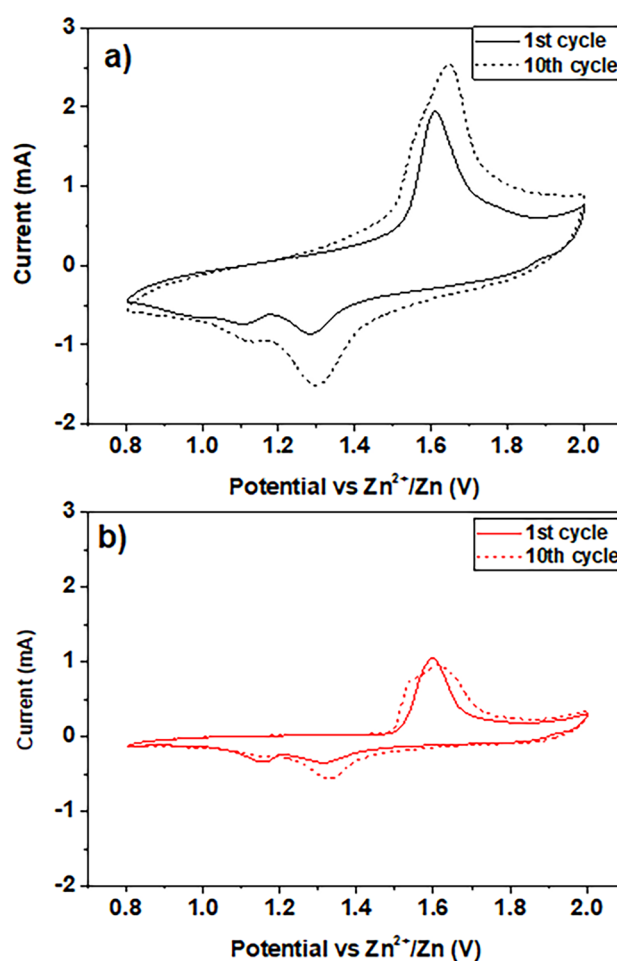 a)
1st cycle
10th cycle
3
2
1
0
-1
-2
Current (mA)
0.8 1.0 1.2 1.4 1.6 1.8 2.0
Potential vs Zn²⁺/Zn (V)
b)
1st cycle
10th cycle
3
2
1
0
-1
-2
Current (mA)
0.8 1.0 1.2 1.4 1.6 1.8 2.0
Potential vs Zn²⁺/Zn (V)